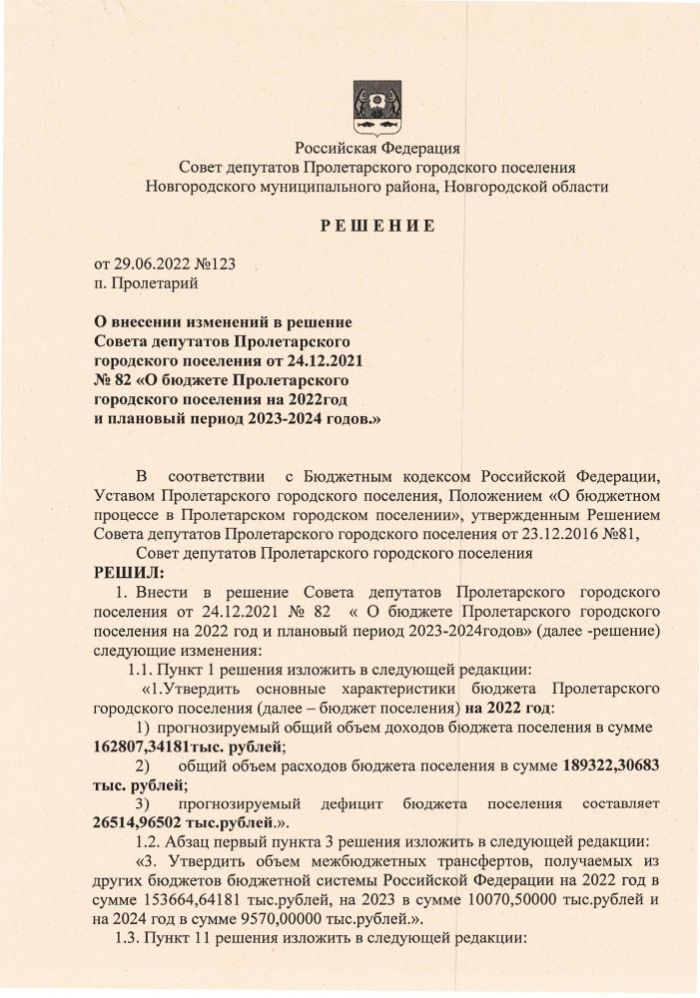 Российская Федерация
Совет депутатов Пролетарского городского поселения
Новгородского муниципального района, Новгородской области
Р Е Ш Е Н И Е
от 29.06.2022 №123
п. Пролетарий
О внесении изменений в решение
Совета депутатов Пролетарского
городского поселения от 24.12.2021
№ 82 «О бюджете Пролетарского
городского поселения на 2022год
и плановый период 2023-2024 годов.»
В соответствии с Бюджетным кодексом Российской Федерации,
Уставом Пролетарского городского поселения, Положением «О бюджетном
процессе в Пролетарском городском поселении», утвержденным Решением
Совета депутатов Пролетарского городского поселения от 23.12.2016 №81,
Совет депутатов Пролетарского городского поселения
РЕШИЛ:
1. Внести в решение Совета депутатов Пролетарского городского
поселения от 24.12.2021 № 82 « О бюджете Пролетарского городского
поселения на 2022 год и плановый период 2023-2024годов» (далее -решение)
следующие изменения:
1.1. Пункт 1 решения изложить в следующей редакции:
«1.Утвердить основные характеристики бюджета Пролетарского
городского поселения (далее – бюджет поселения) на 2022 год:
1) прогнозируемый общий объем доходов бюджета поселения в сумме
162807,34181тыс. рублей;
2) общий объем расходов бюджета поселения в сумме 189322,30683
тыс. рублей;
3) прогнозируемый дефицит бюджета поселения составляет
26514,96502 тыс.рублей.».
1.2. Абзац первый пункта 3 решения изложить в следующей редакции:
«3. Утвердить объем межбюджетных трансфертов, получаемых из
других бюджетов бюджетной системы Российской Федерации на 2022 год в
сумме 153664,64181 тыс.рублей, на 2023 в сумме 10070,50000 тыс.рублей и
на 2024 год в сумме 9570,00000 тыс.рублей.».
1.3. Пункт 11 решения изложить в следующей редакции: